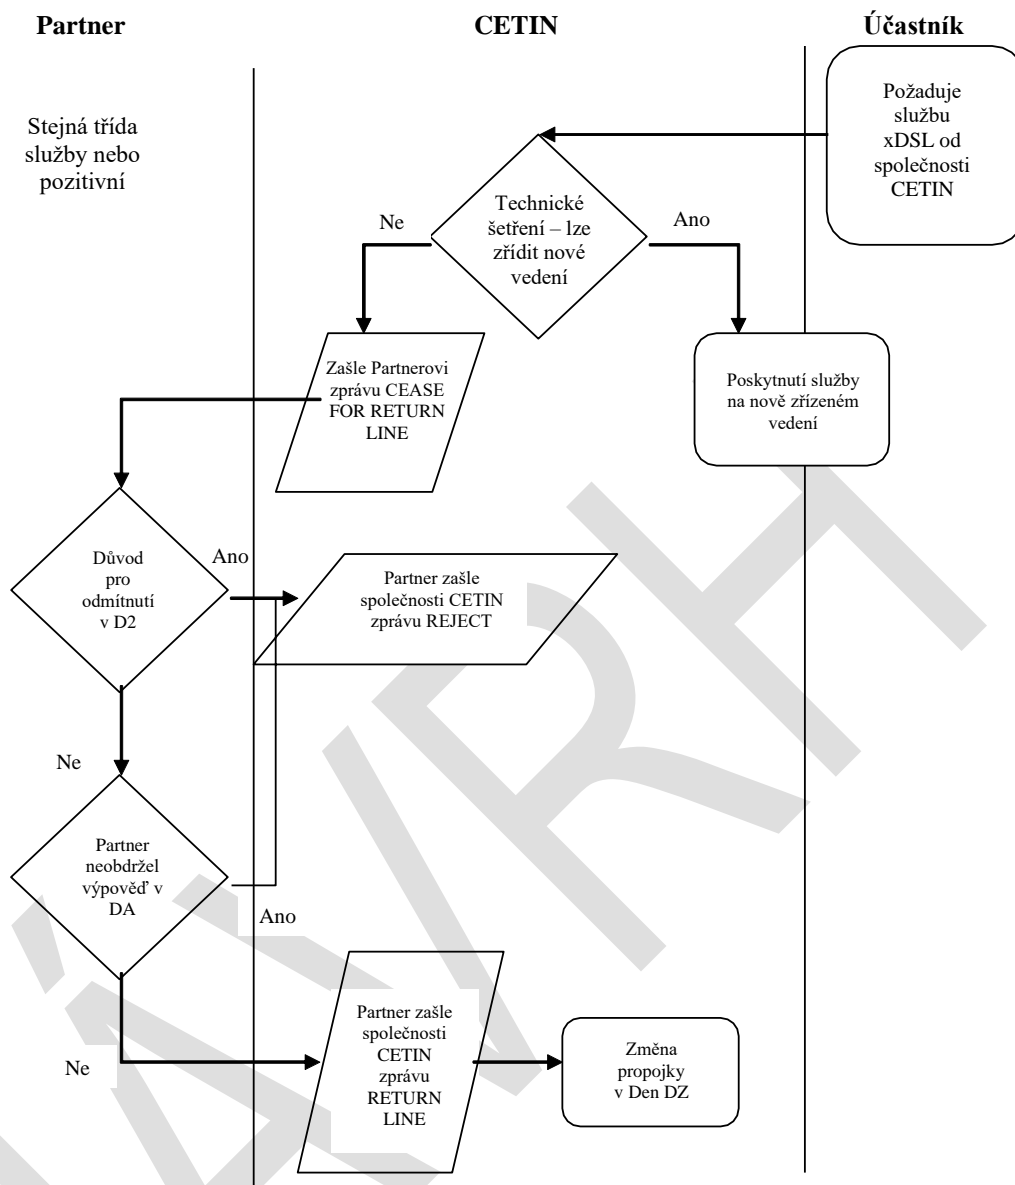 Partner
CETIN
Účastník
Stejná třída
služby nebo
pozitivní
Požaduje
službu
xDSL od
společnosti
CETIN
Technické
šetření – lze
zřídit nové
vedení
Ne
Ano
Zašle Partnerovi
zprávu CEASE
FOR RETURN
LINE
Poskytnutí služby
na nově zřízeném
vedení
Důvod
pro
odmítnutí
v D2
Ano
Partner zašle
společnosti CETIN
zprávu REJECT
Ne
Partner
neobdržel
výpověď v
DA
Ano
Partner zašle
společnosti
CETIN
zprávu
RETURN
LINE
Ne
Změna
propojky
v Den DZ
NÁVRH